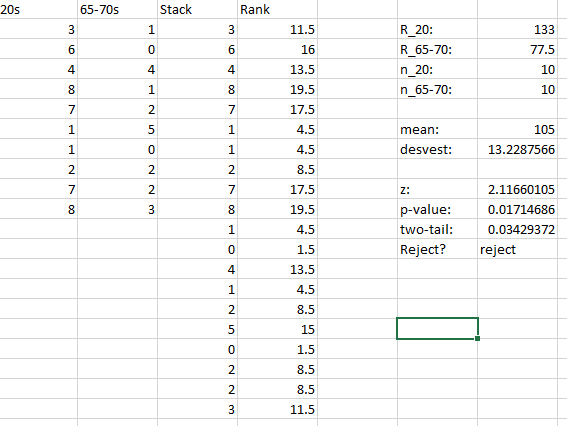 20s 65-70s Stack Rank
3 1 3 11.5 R_20: 133
6 0 6 16 R_65-70: 77.5
4 4 4 13.5 n_20: 10
8 1 8 19.5 n_65-70: 10
7 2 7 17.5
1 5 1 4.5 mean: 105
1 0 1 4.5 desvest: 13.2287566
2 2 2 8.5
7 2 7 17.5 z: 2.11660105
8 3 8 19.5 p-value: 0.01714686
1 4.5 two-tail: 0.03429372
0 1.5 Reject? reject
4 13.5
1 4.5
2 8.5
5 15
0 1.5
2 8.5
2 8.5
3 11.5